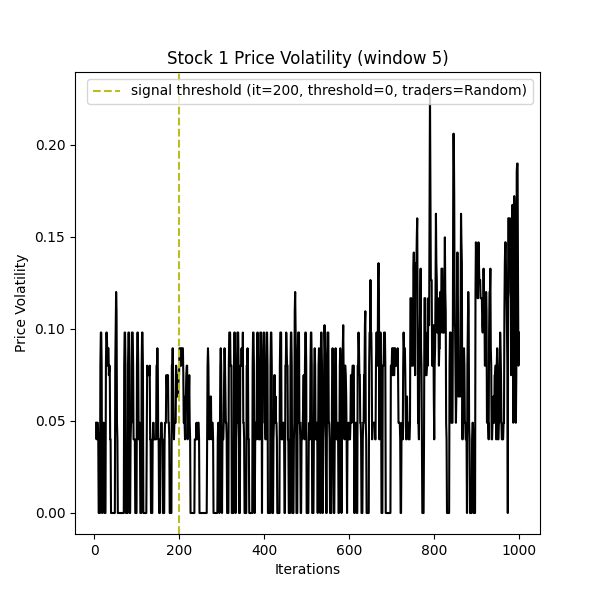 Stock 1 Price Volatility (window 5)
signal threshold (it=200, threshold=0, traders=Random)
Price Volatility
0.20
0.15
0.10
0.05
0.00
0 200 400 600 800 1000
Iterations